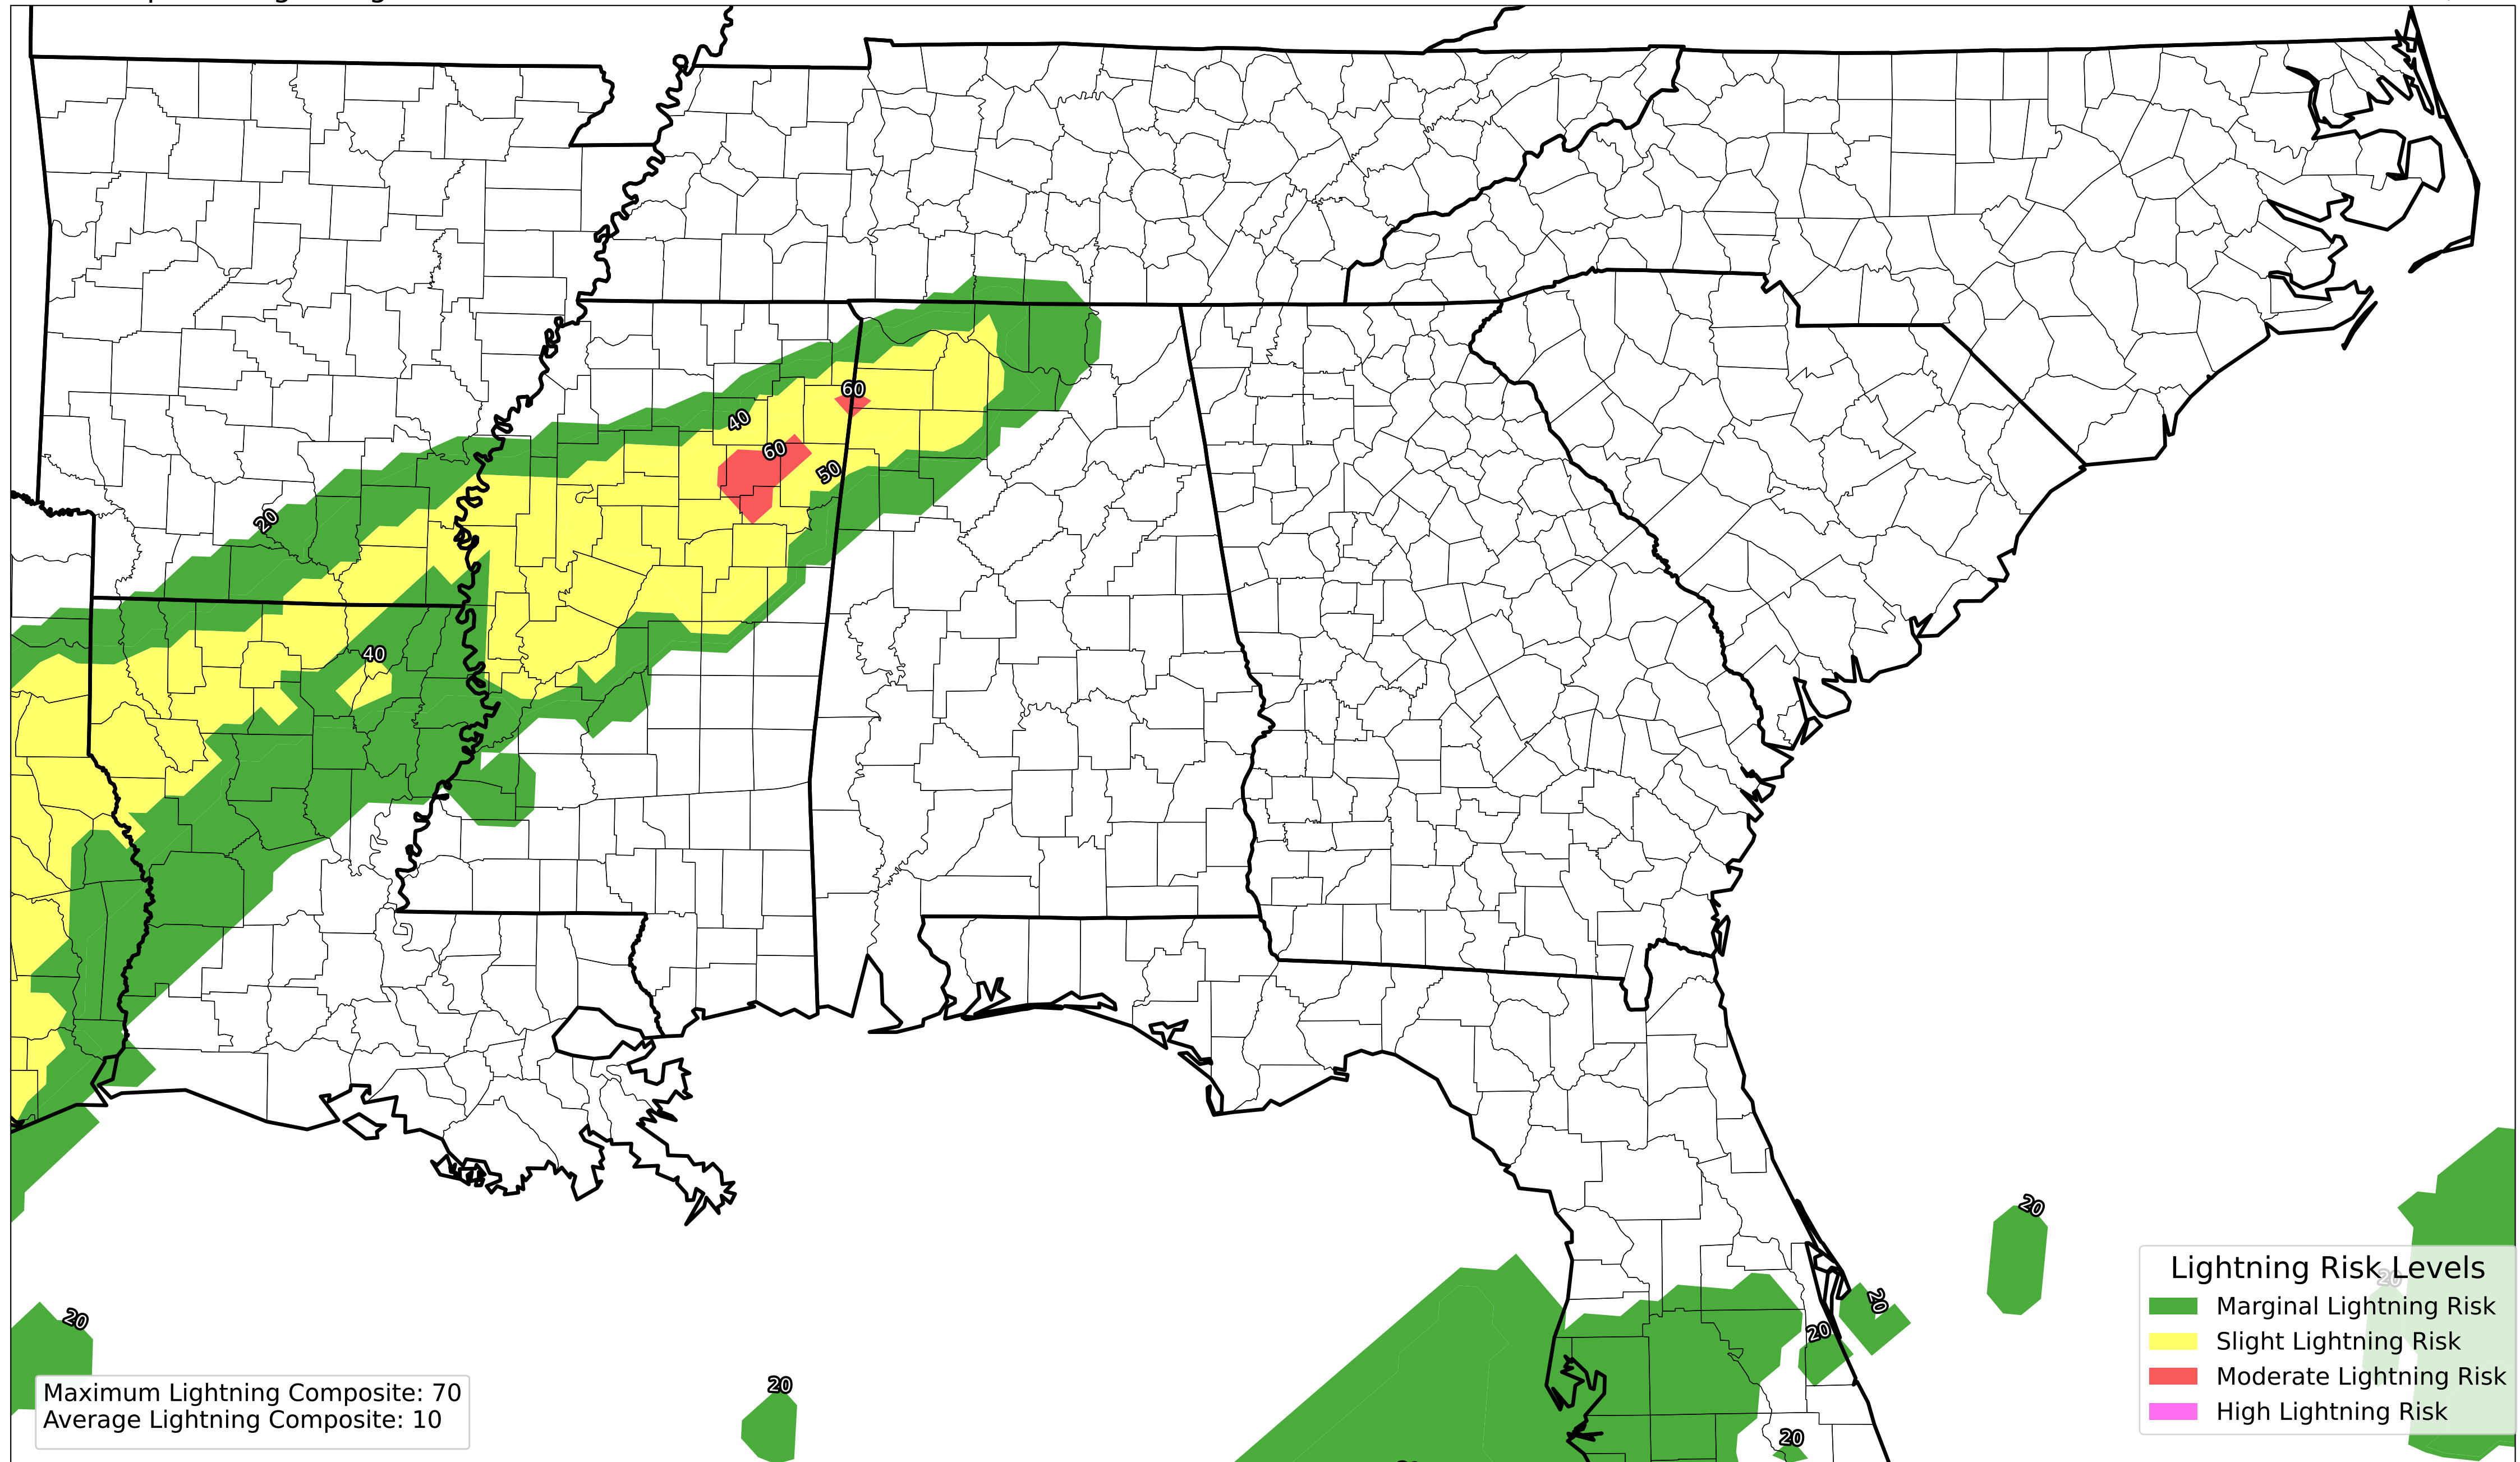 60
40
60
50
20
40
20
20
20
20
20
20
20
Lightning Risk Levels
Marginal Lightning Risk
Slight Lightning Risk
Moderate Lightning Risk
High Lightning Risk
Maximum Lightning Composite: 70
Average Lightning Composite: 10